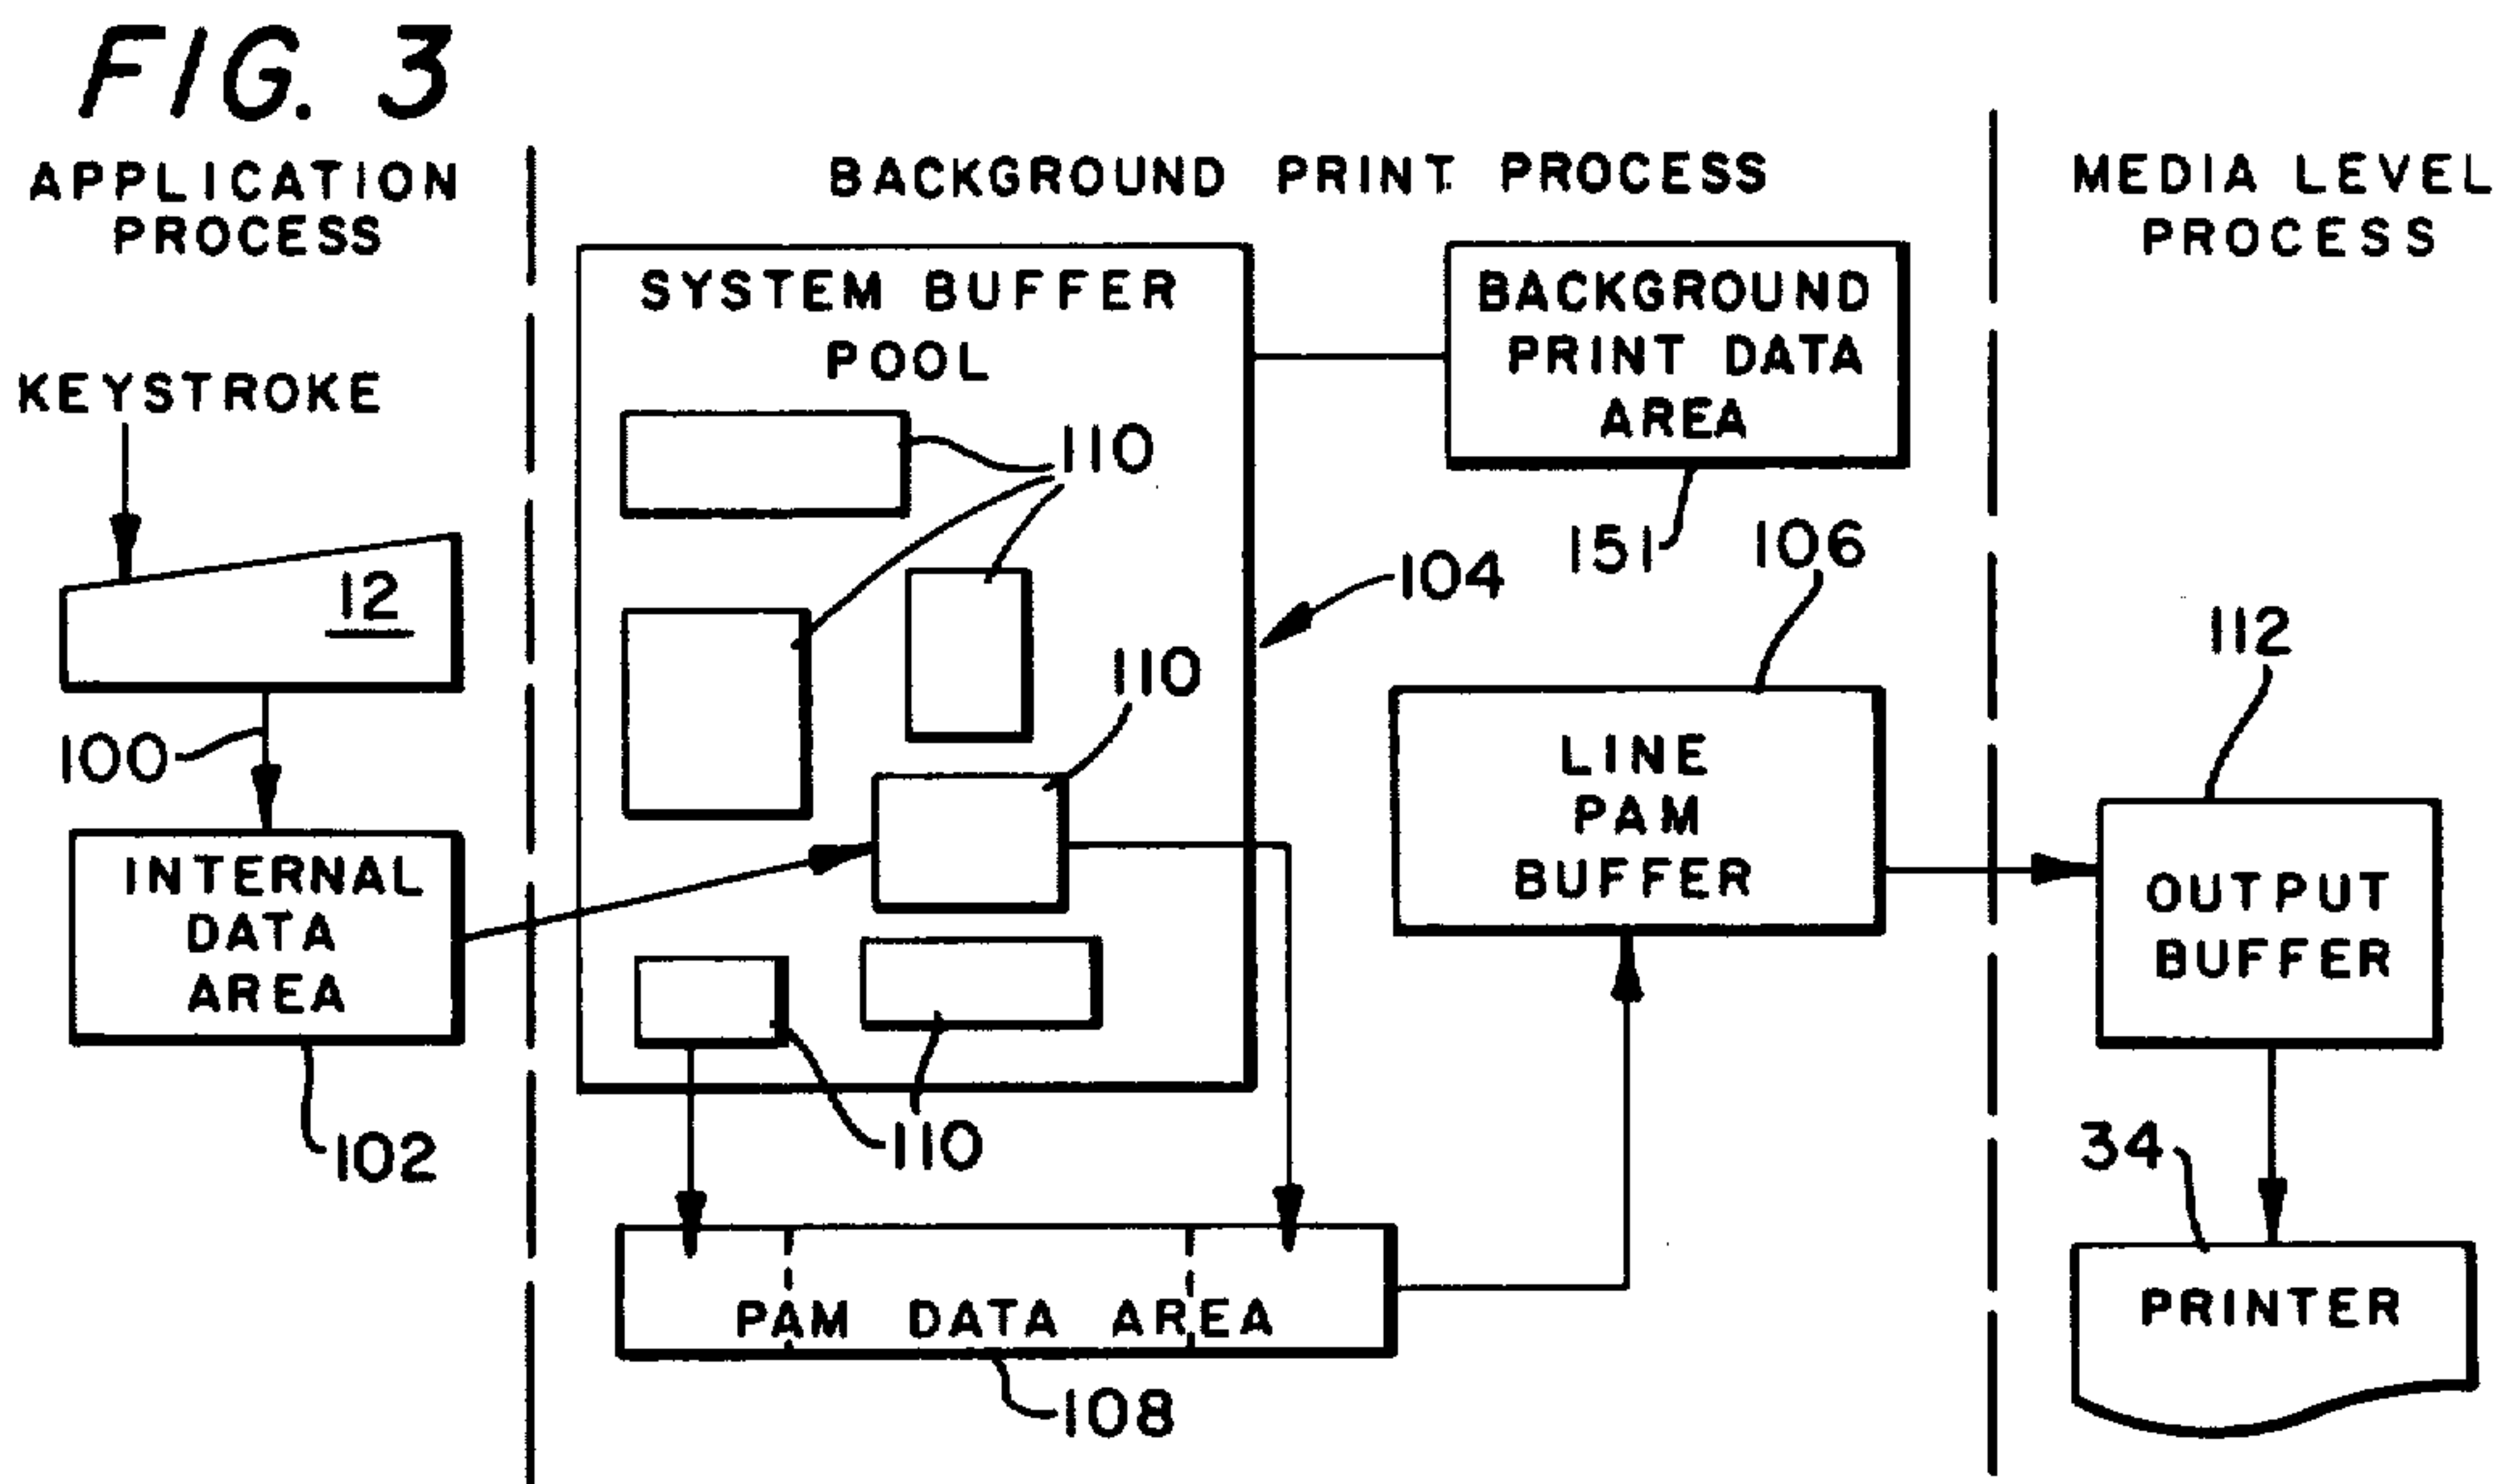 FIG. 3
APPLICATION
PROCESS
BACKGROUND PRINT PROCESS
MEDIA LEVEL
PROCESS
KEYSTROKE
12
100
INTERNAL
DATA
AREA
102
SYSTEM BUFFER
POOL
110
110
110
104
BACKGROUND
PRINT DATA
AREA
151
106
LINE
PAM
BUFFER
PAM DATA AREA
108
112
OUTPUT
BUFFER
34
PRINTER